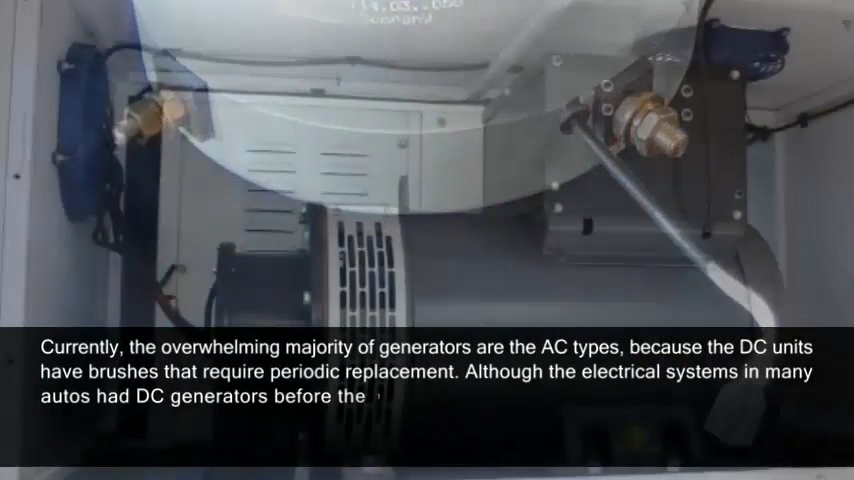 Currently, the overwhelming majority of generators are the AC types, because the DC units
have brushes that require periodic replacement. Although the electrical systems in many
autos had DC generators before the